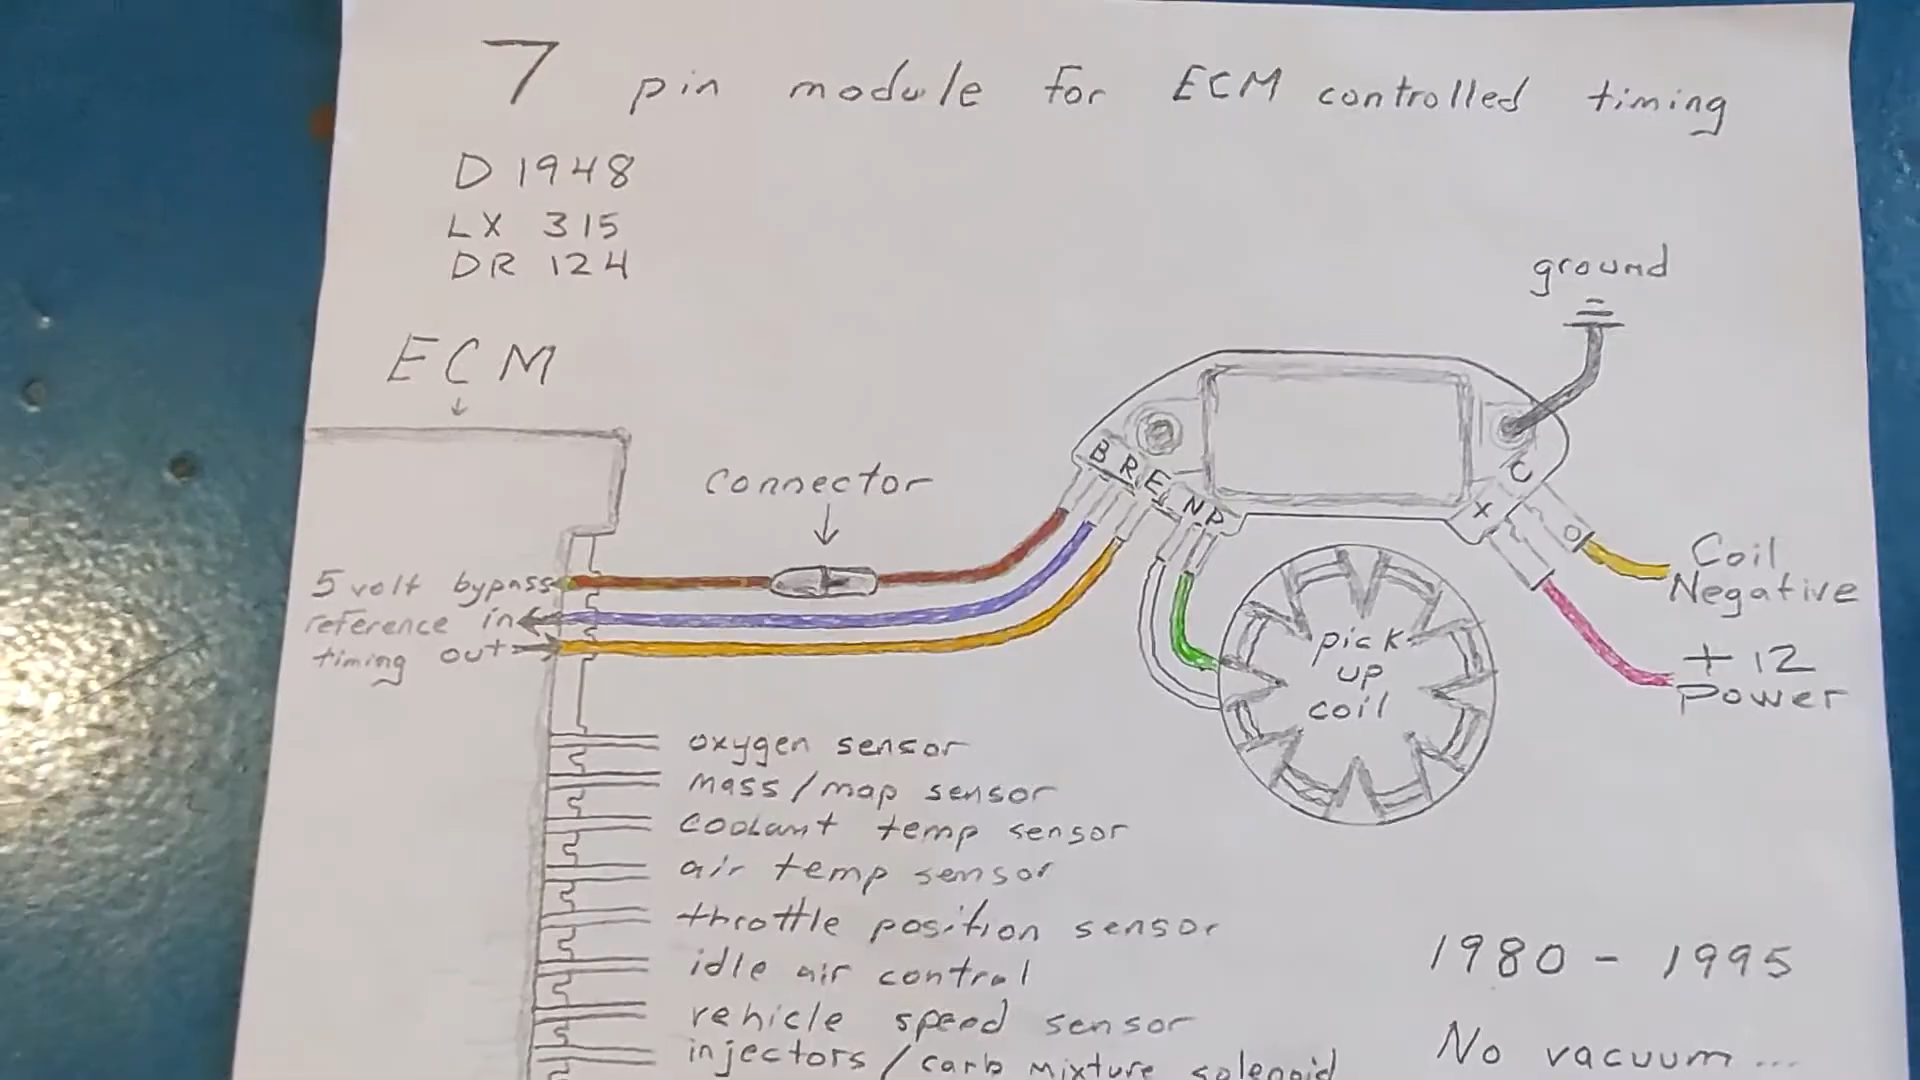 7 pin module for ECM controlled timing
D 1948
LX 315
DR 124
ground
ECM
connector
B R E N P
C
X
5 volt bypass
reference in
timing out
Coil
Negative
+12
Power
pick
up
coil
oxygen sensor
mass/map sensor
coolant temp sensor
air temp sensor
throttle position sensor
idle air control
vehicle speed sensor
injectors/carb mixture solenoid
1980 - 1995
No vacuum...